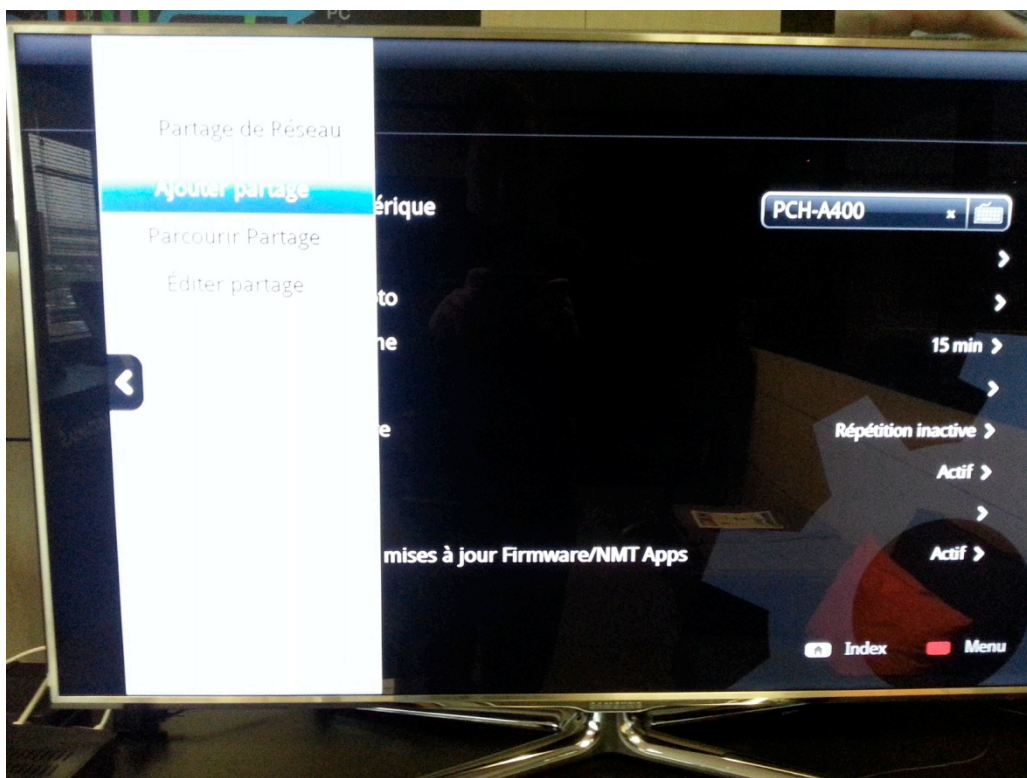 PC
Partage de Réseau
Ajouter partage
Parcourir Partage
Éditer partage
érique
PCH-A400 x
to
ne
15 min
e
Répétition inactive
Actif
mises à jour Firmware/NMT Apps
Actif
Index
Menu
SAMSUNG